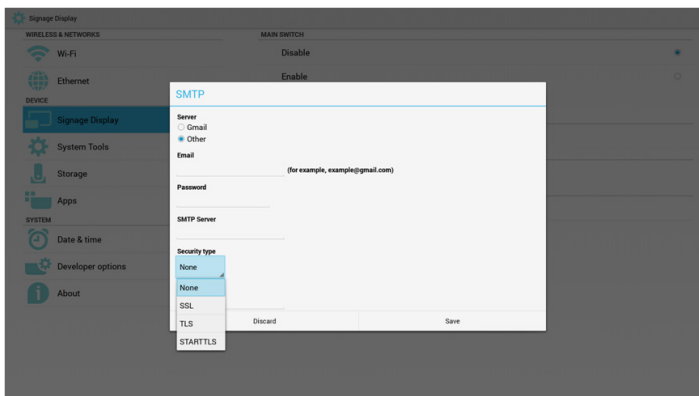 Signage Display
WIRELESS & NETWORKS
Wi-Fi
Ethernet
DEVICE
Signage Display
System Tools
Storage
Apps
SYSTEM
Date & time
Developer options
About
MAIN SWITCH
Disable
Enable
SMTP
Server
Gmail
Other
Email
(for example, example@gmail.com)
Password
SMTP Server
Security type
None
None
SSL
TLS
STARTTLS
Discard
Save